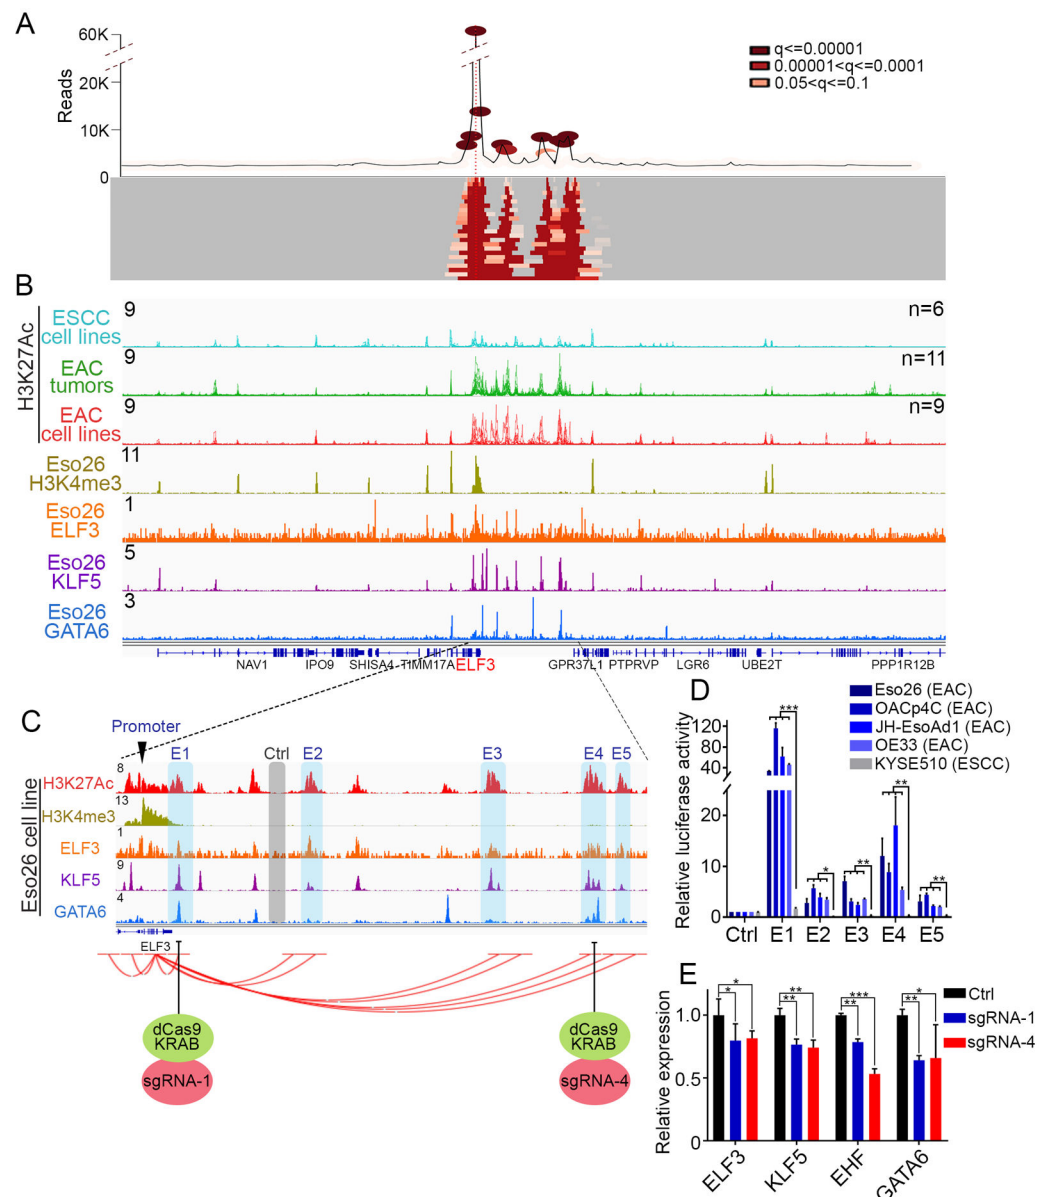 A
60K
20K
10K
0
Reads
q<=0.00001
0.00001<q<=0.0001
0.05<q<=0.1
B
H3K27Ac
9
ESCC
cell lines
n=6
9
EAC
tumors
n=11
9
EAC
cell lines
n=9
11
Eso26
H3K4me3
1
Eso26
ELF3
5
Eso26
KLF5
3
Eso26
GATA6
NAV1 IPO9 SHISA4 TIMM17A ELF3 GPR37L1 PTPRVP LGR6 UBE2T PPP1R12B
C
Promoter
E1 Ctrl E2 E3 E4 E5
Eso26 cell line
8
H3K27Ac
13
H3K4me3
1
ELF3
9
KLF5
4
GATA6
ELF3
dCas9
KRAB
sgRNA-1
dCas9
KRAB
sgRNA-4
D
Eso26 (EAC)
OACp4C (EAC)
JH-EsoAd1 (EAC)
OE33 (EAC)
KYSE510 (ESCC)
Relative luciferase activity
120
80
40
20
10
0
*** * ** ** **
Ctrl E1 E2 E3 E4 E5
E
Ctrl
sgRNA-1
sgRNA-4
Relative expression
1.0
0.5
0
* * ** ** ** *** ** *
ELF3 KLF5 EHF GATA6